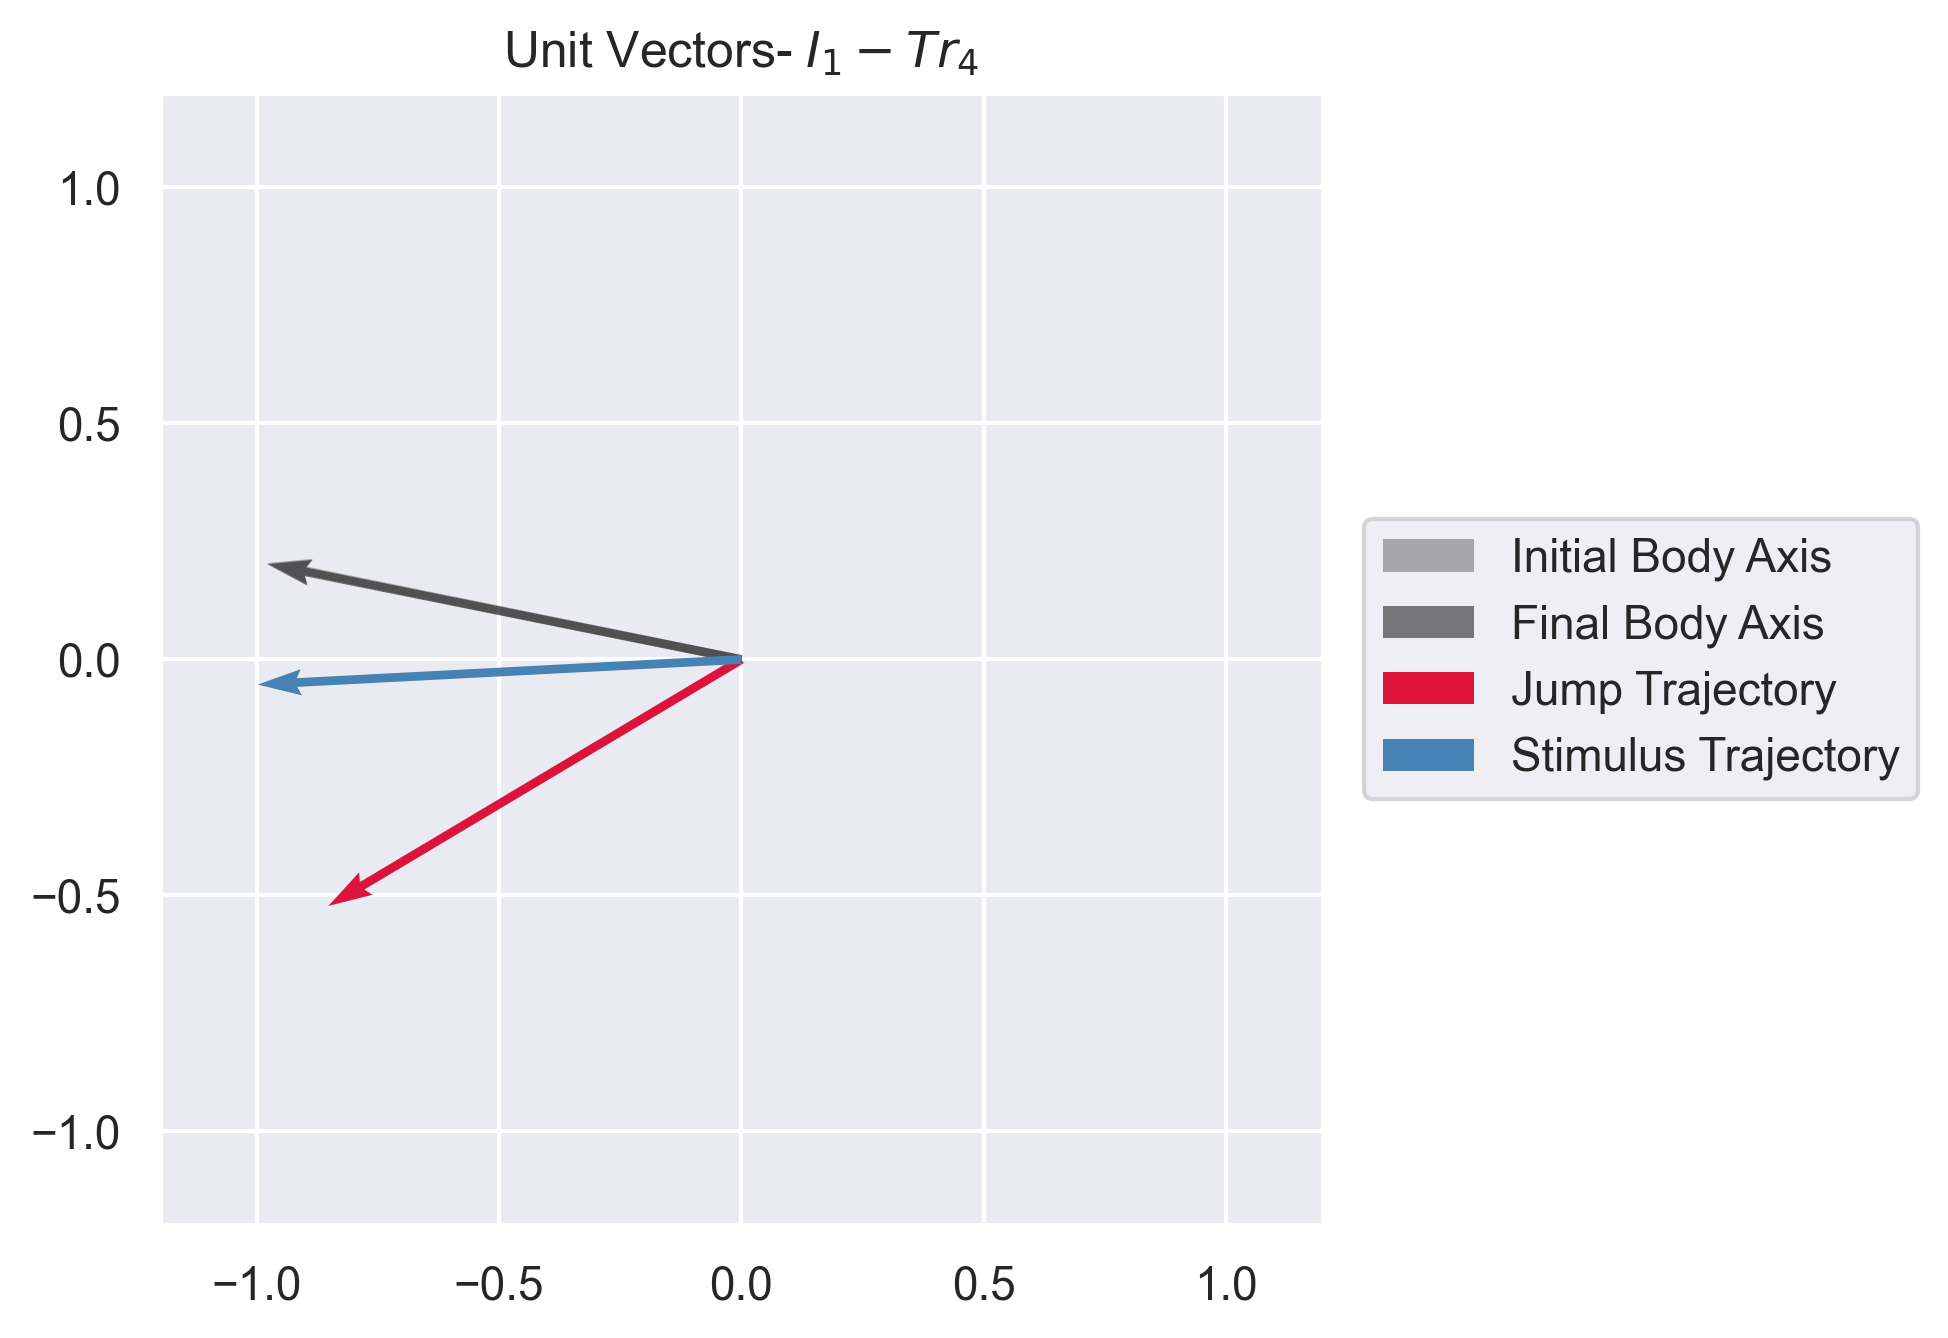 Unit Vectors- I₁ − Tr₄
1.0
0.5
0.0
−0.5
−1.0
−1.0 −0.5 0.0 0.5 1.0
Initial Body Axis
Final Body Axis
Jump Trajectory
Stimulus Trajectory